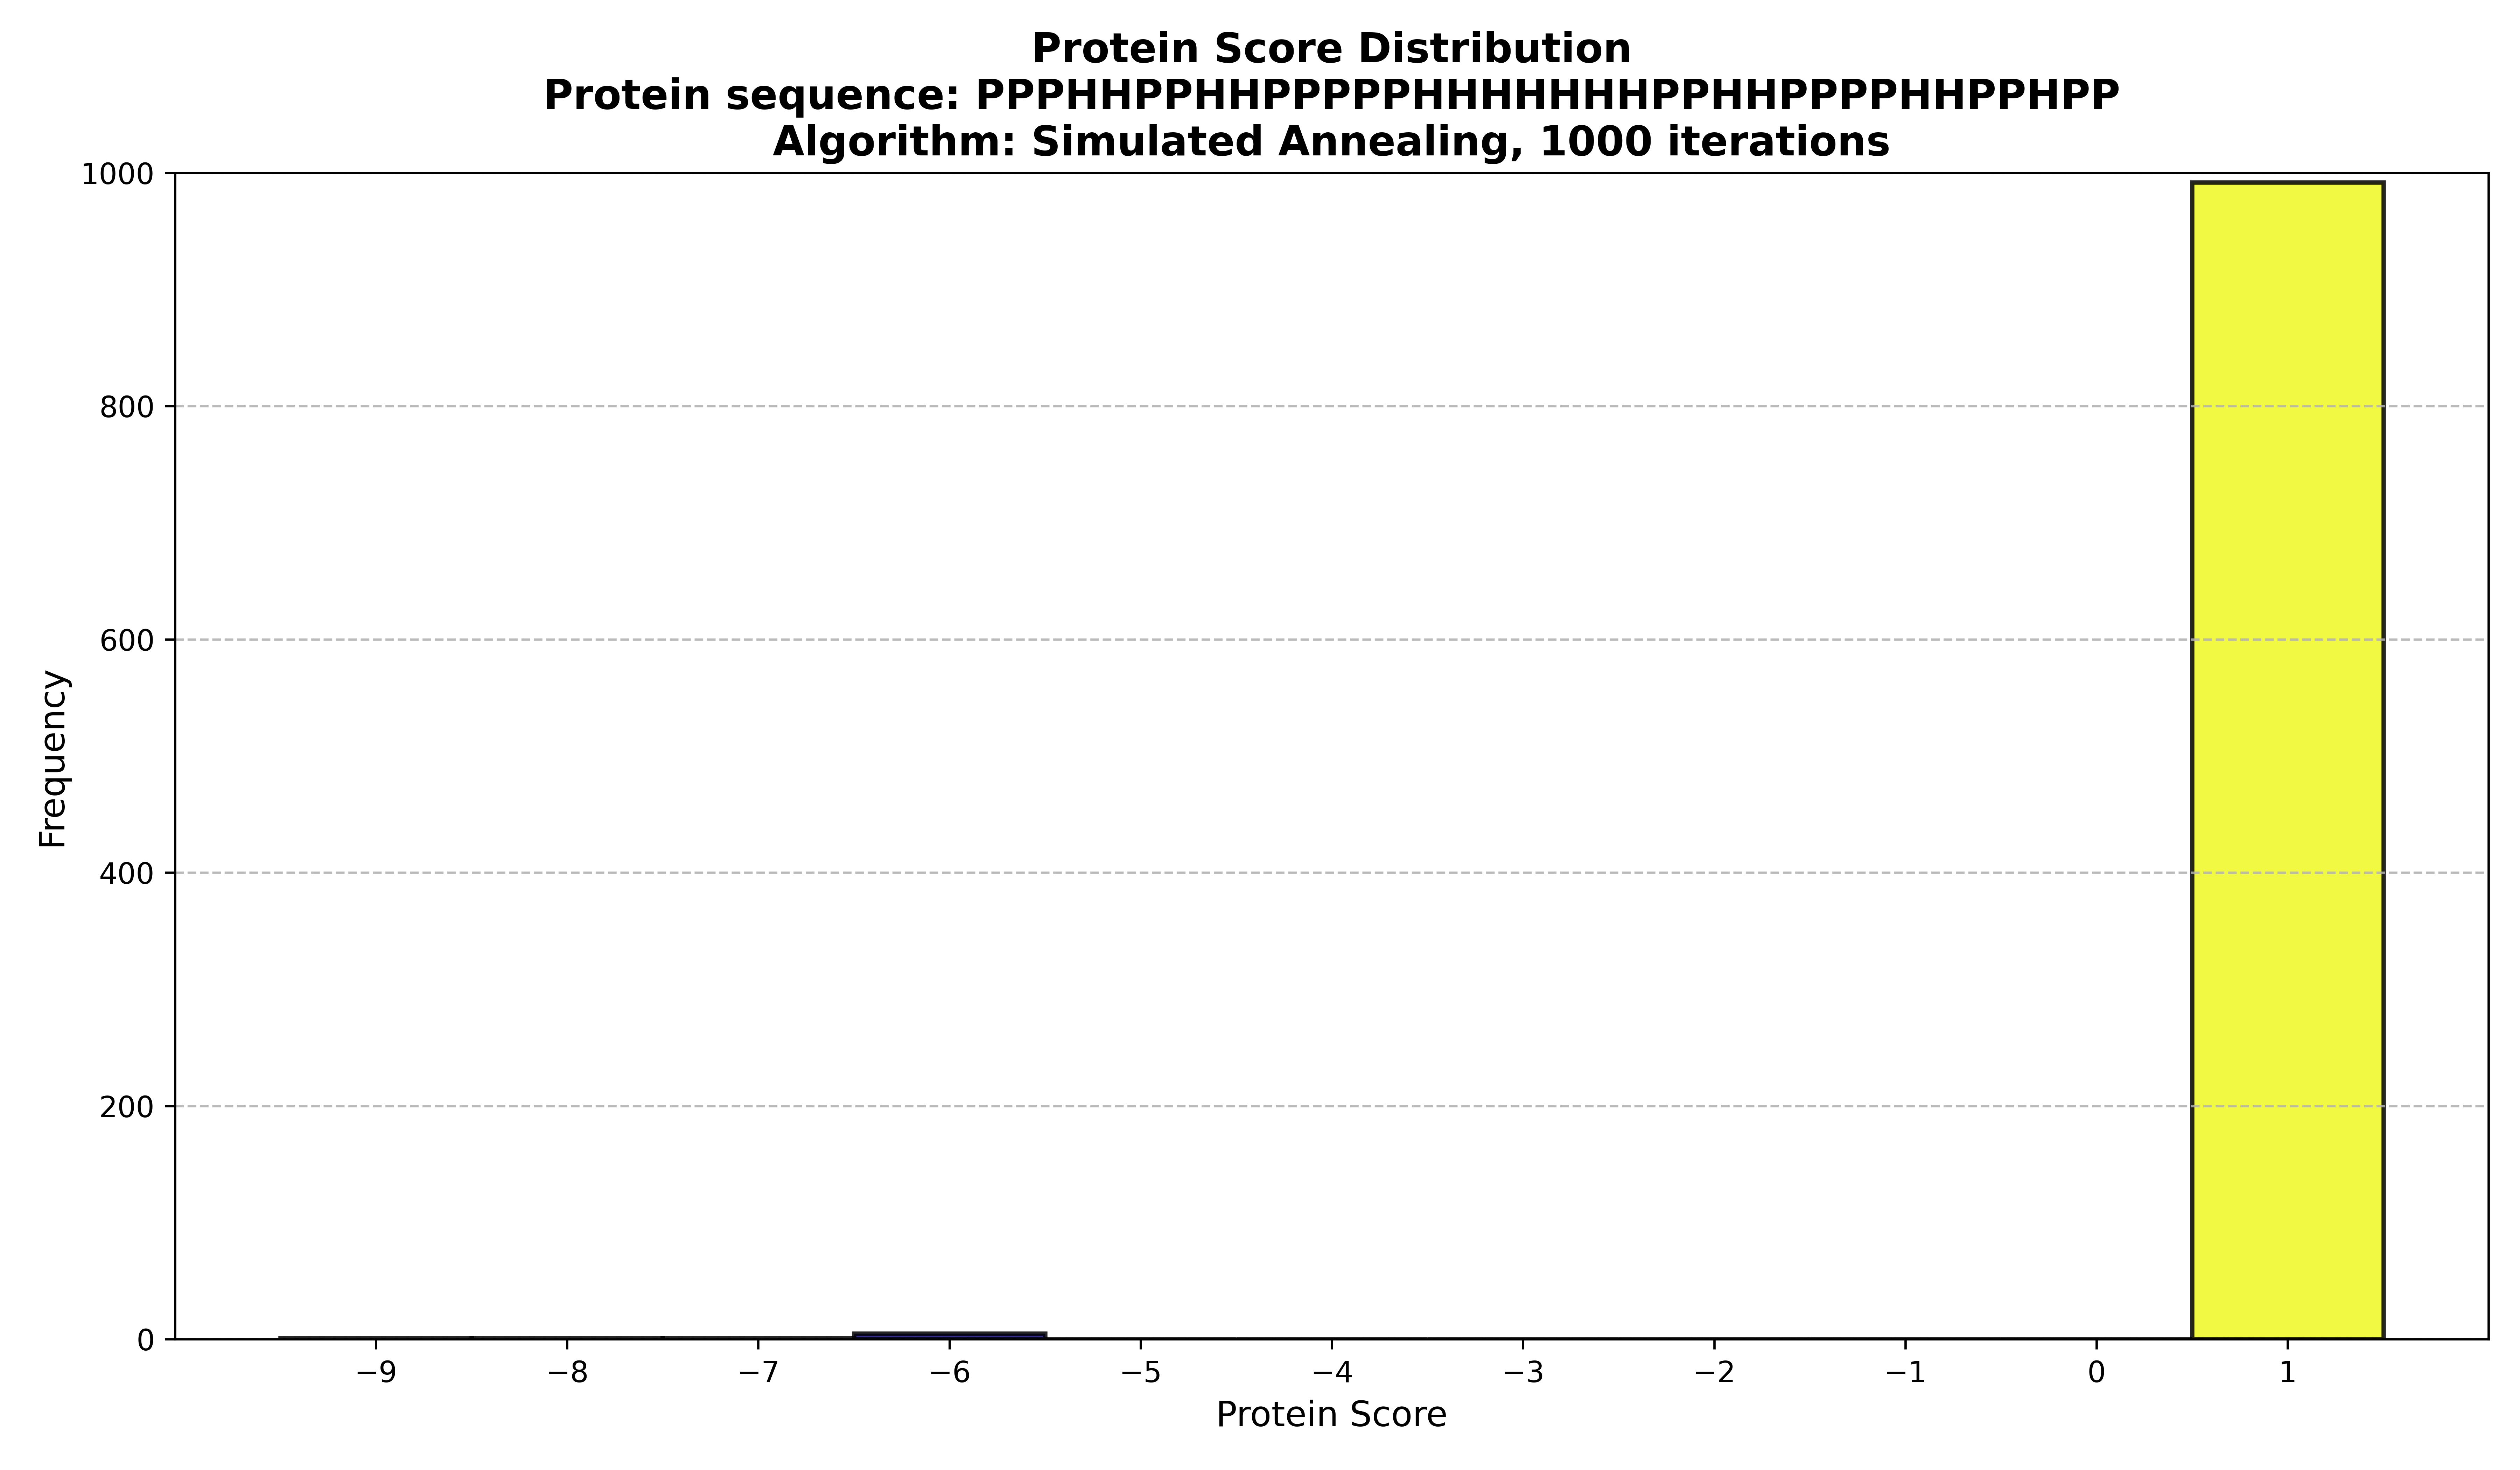 Protein Score Distribution
Protein sequence: PPPHHPPHHPPPPPHHHHHHHPPHHPPPPHHPPHPP
Algorithm: Simulated Annealing, 1000 iterations
1000
800
600
400
200
0
Frequency
−9 −8 −7 −6 −5 −4 −3 −2 −1 0 1
Protein Score